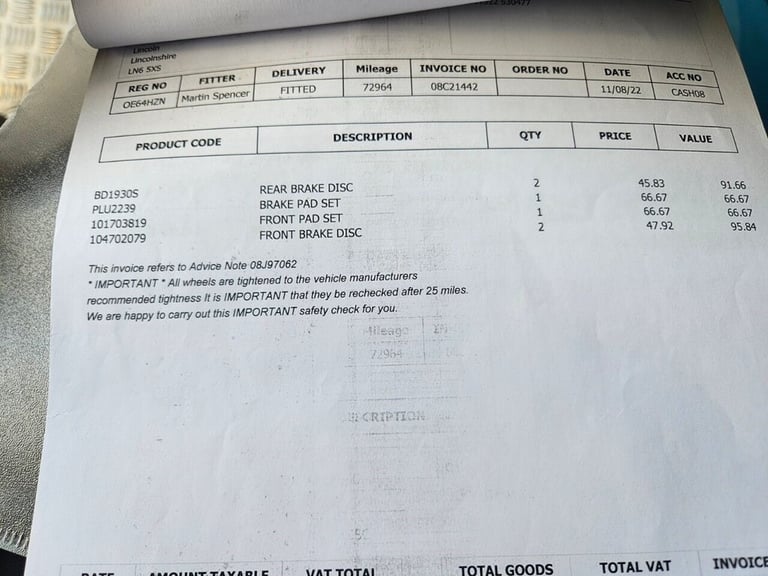 Lincoln
Lincolnshire
LN6 5XS
REG NO FITTER DELIVERY Mileage INVOICE NO ORDER NO DATE ACC NO
OE64HZN Martin Spencer FITTED 72964 08C21442 11/08/22 CASH08
PRODUCT CODE DESCRIPTION QTY PRICE VALUE
BD1930S REAR BRAKE DISC 2 45.83 91.66
PLU2239 BRAKE PAD SET 1 66.67 66.67
101703819 FRONT PAD SET 1 66.67 66.67
104702079 FRONT BRAKE DISC 2 47.92 95.84
This invoice refers to Advice Note 08J97062
* IMPORTANT * All wheels are tightened to the vehicle manufacturers
recommended tightness It is IMPORTANT that they be rechecked after 25 miles.
We are happy to carry out this IMPORTANT safety check for you.
Mileage
72964
DATE AMOUNT TAXABLE VAT TOTAL TOTAL GOODS TOTAL VAT INVOICE